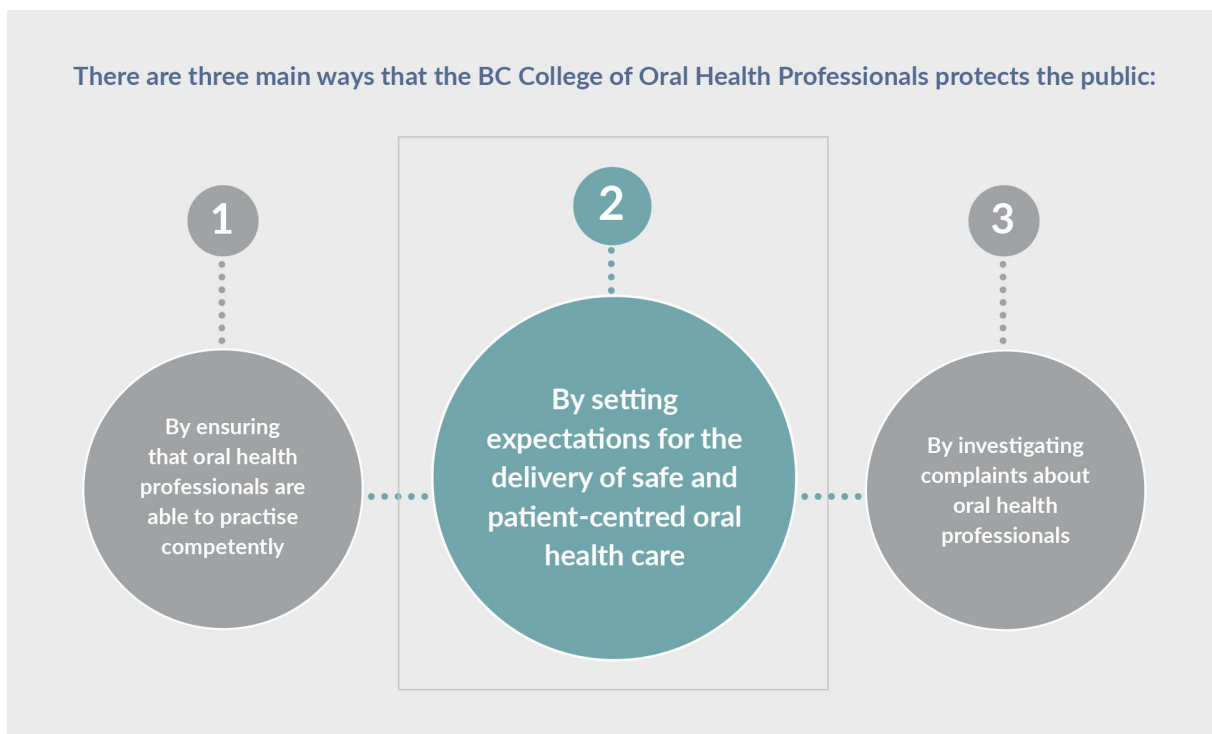 There are three main ways that the BC College of Oral Health Professionals protects the public:
1
By ensuring
that oral health
professionals are
able to practise
competently
2
By setting
expectations for the
delivery of safe and
patient-centred oral
health care
3
By investigating
complaints about
oral health
professionals